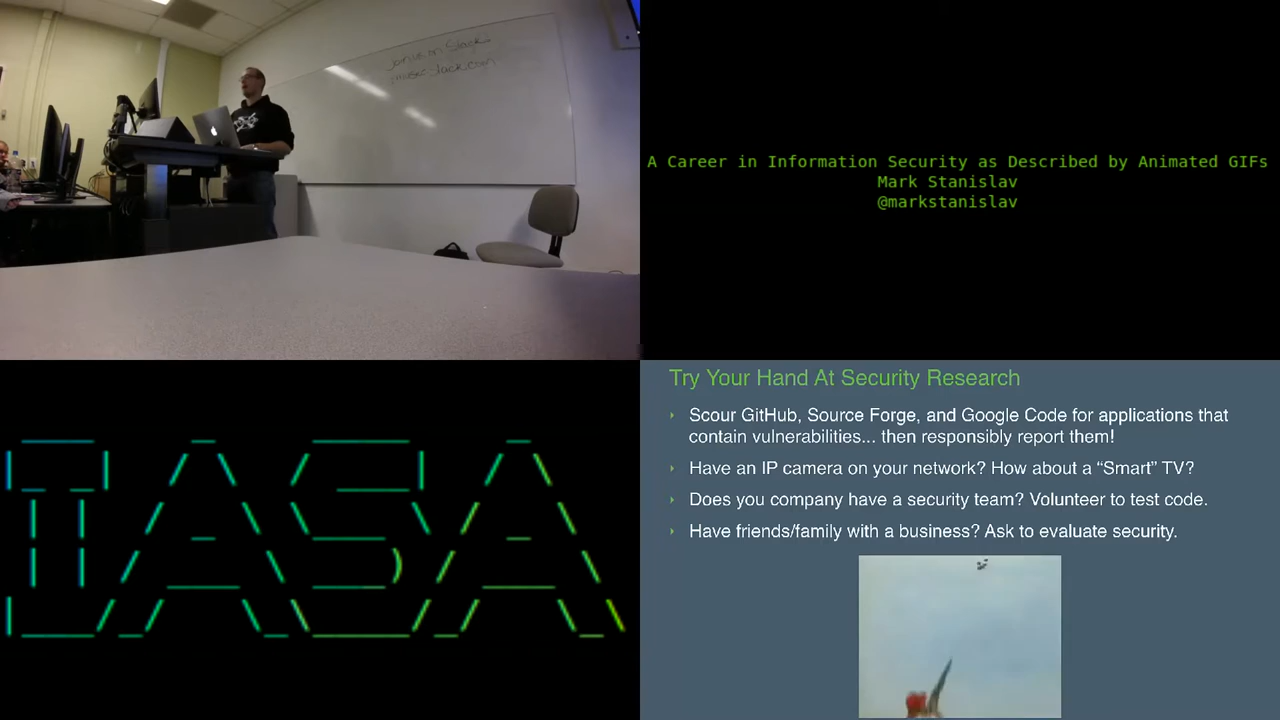 A Career in Information Security as Described by Animated GIFs
Mark Stanislav
@markstanislav
IASA
Try Your Hand At Security Research
Scour GitHub, Source Forge, and Google Code for applications that
contain vulnerabilities... then responsibly report them!
Have an IP camera on your network? How about a “Smart” TV?
Does you company have a security team? Volunteer to test code.
Have friends/family with a business? Ask to evaluate security.